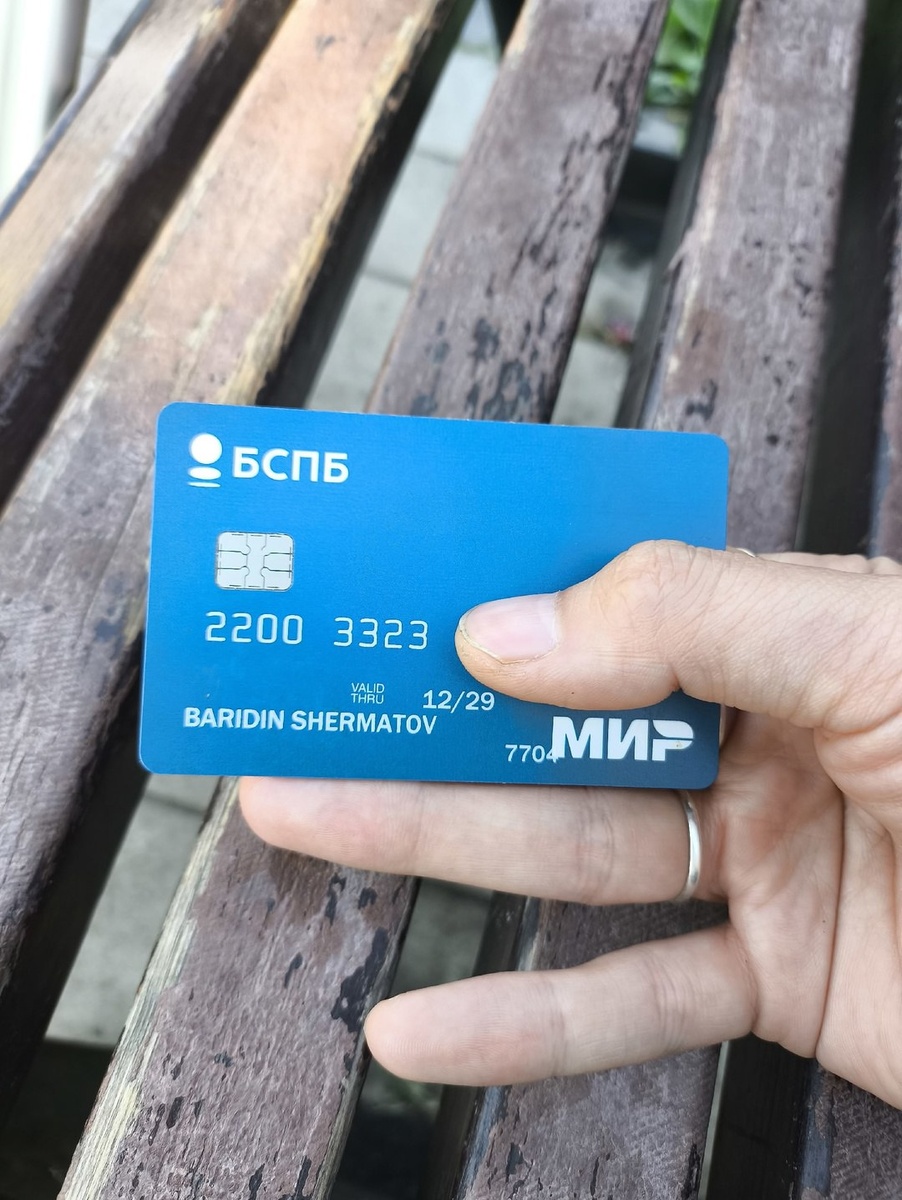 БСПБ
2200 3323
VALID
THRU
12/29
BARIDIN SHERMATOV
7704
МИР